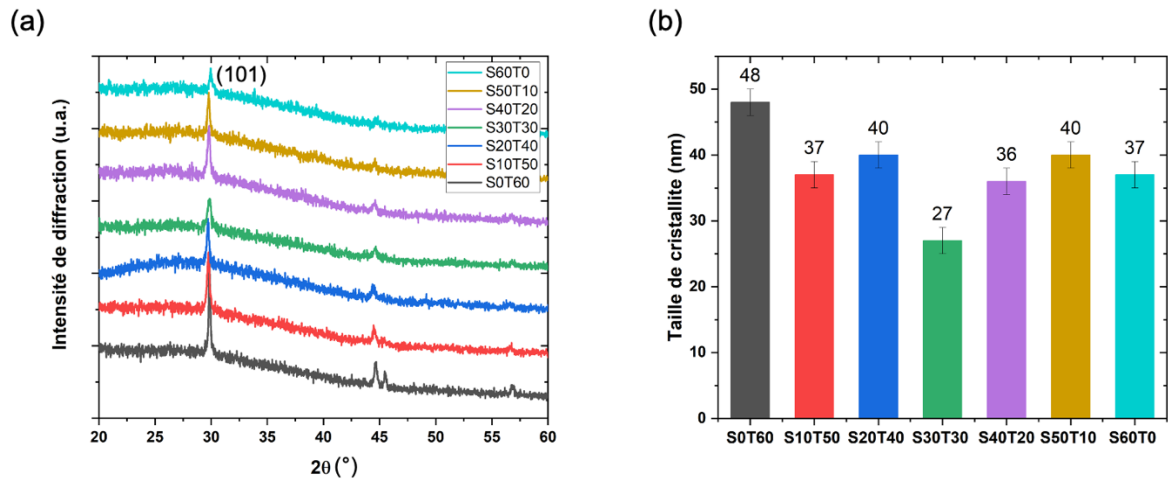 (a)
(b)
Intensité de diffraction (u.a.)
(101)
S60T0
S50T10
S40T20
S30T30
S20T40
S10T50
S0T60
20 25 30 35 40 45 50 55 60
2θ (°)
Taille de cristallite (nm)
50
40
30
20
10
0
48 37 40 27 36 40 37
S0T60 S10T50 S20T40 S30T30 S40T20 S50T10 S60T0